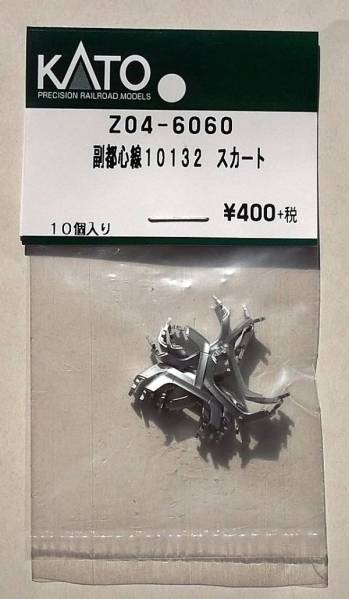 KATO
PRECISION RAILROAD MODELS
Z04-6060
副都心線10132 スカート
¥400+税
10個入り